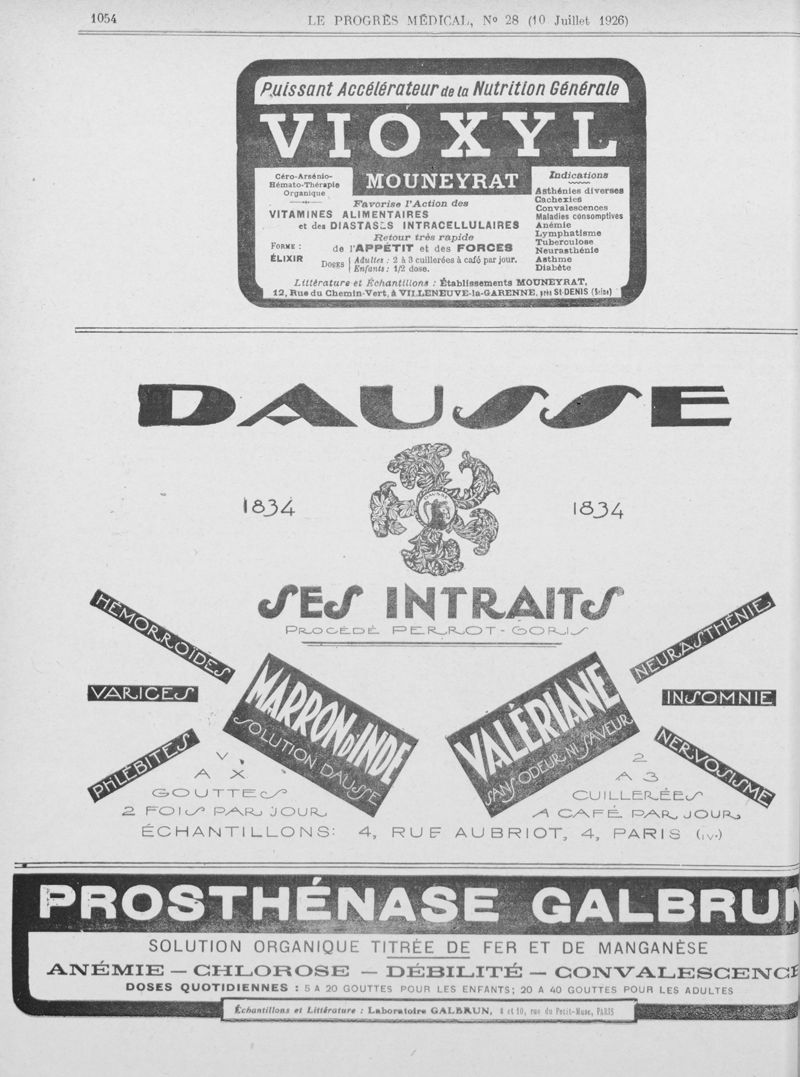 1054
LE PROGRÈS MÉDICAL, Nº 28 (10 Juillet 1926)
Puissant Accélérateur de la Nutrition Générale
VIOXYL
MOUNEYRAT
Céro-Arsénio-
Hémato-Thérapie
Organique
Favorise l'Action des
VITAMINES ALIMENTAIRES
et des DIASTASES INTRACELLULAIRES
Retour très rapide
de l'APPÉTIT et des FORCES
FORME :
ÉLIXIR
DOSES
Adultes : 2 à 3 cuillerées à café par jour.
Enfants : 1/2 dose.
Indications
Asthénies diverses
Cachexies
Convalescences
Maladies consomptives
Anémie
Lymphatisme
Tuberculose
Neurasthénie
Asthme
Diabète
Littérature et Échantillons : Établissements MOUNEYRAT,
12, Rue du Chemin-Vert, à VILLENEUVE-la-GARENNE, près St-DENIS (Seine)
DAUSSE
1834
1834
SES INTRAITS
PROCÉDÉ PERROT-GORIS
HÉMORROÏDES
VARICES
PHLÉBITES
MARRON D'INDE
SOLUTION DAUSSE
V
A X
GOUTTES
2 FOIS PAR JOUR
VALÉRIANE
SANS ODEUR NI SAVEUR
NEURASTHÉNIE
INSOMNIE
NERVOSISME
2
A 3
CUILLERÉES
A CAFÉ PAR JOUR
ÉCHANTILLONS: 4, RUE AUBRIOT, 4, PARIS (IV.)
PROSTHÉNASE GALBRUN
SOLUTION ORGANIQUE TITRÉE DE FER ET DE MANGANÈSE
ANÉMIE — CHLOROSE — DÉBILITÉ — CONVALESCENCE
DOSES QUOTIDIENNES : 5 A 20 GOUTTES POUR LES ENFANTS; 20 A 40 GOUTTES POUR LES ADULTES
Échantillons et Littérature : Laboratoire GALBRUN, 8 et 10, rue du Petit-Musc, PARIS